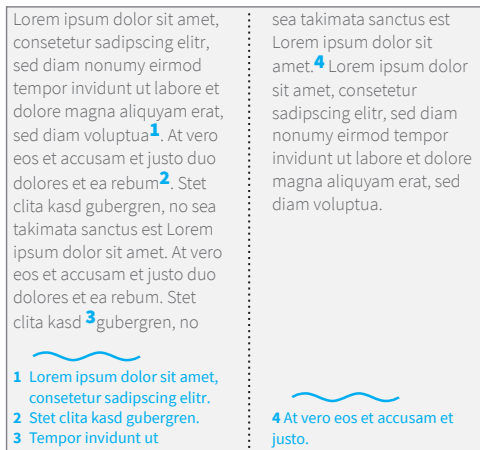 Lorem ipsum dolor sit amet,
consetetur sadipscing elitr,
sed diam nonumy eirmod
tempor invidunt ut labore et
dolore magna aliquyam erat,
sed diam voluptua1. At vero
eos et accusam et justo duo
dolores et ea rebum2. Stet
clita kasd gubergren, no sea
takimata sanctus est Lorem
ipsum dolor sit amet. At vero
eos et accusam et justo duo
dolores et ea rebum. Stet
clita kasd 3gubergren, no
1 Lorem ipsum dolor sit amet,
consetetur sadipscing elitr.
2 Stet clita kasd gubergren.
3 Tempor invidunt ut
sea takimata sanctus est
Lorem ipsum dolor sit
amet.4 Lorem ipsum dolor
sit amet, consetetur
sadipscing elitr, sed diam
nonumy eirmod tempor
invidunt ut labore et dolore
magna aliquyam erat, sed
diam voluptua.
4 At vero eos et accusam et
justo.